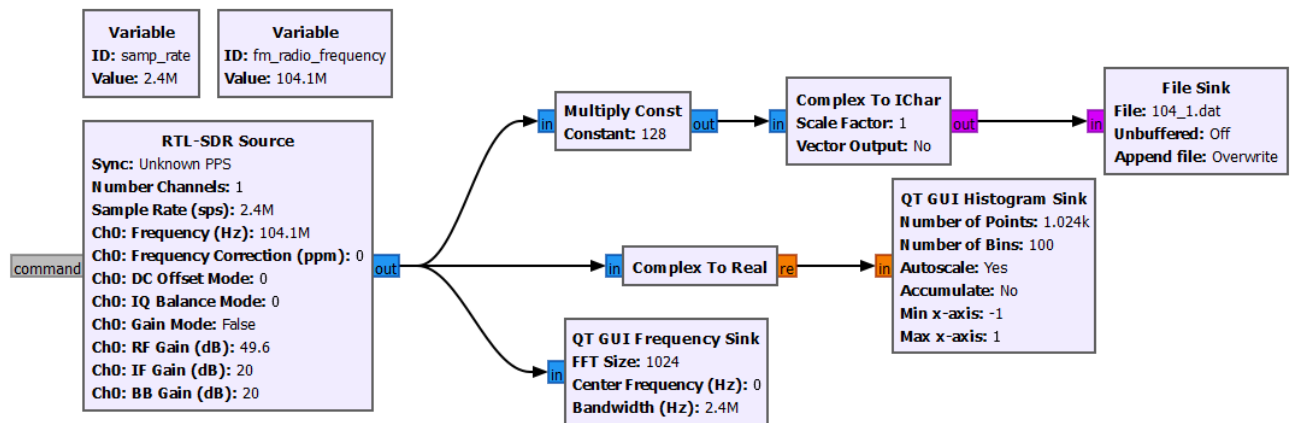 Variable
ID: samp_rate
Value: 2.4M
Variable
ID: fm_radio_frequency
Value: 104.1M
RTL-SDR Source
Sync: Unknown PPS
Number Channels: 1
Sample Rate (sps): 2.4M
Ch0: Frequency (Hz): 104.1M
Ch0: Frequency Correction (ppm): 0
Ch0: DC Offset Mode: 0
Ch0: IQ Balance Mode: 0
Ch0: Gain Mode: False
Ch0: RF Gain (dB): 49.6
Ch0: IF Gain (dB): 20
Ch0: BB Gain (dB): 20
command
out
in
Multiply Const
Constant: 128
out
in
Complex To IChar
Scale Factor: 1
Vector Output: No
out
in
File Sink
File: 104_1.dat
Unbuffered: Off
Append file: Overwrite
in
Complex To Real
re
in
QT GUI Histogram Sink
Number of Points: 1.024k
Number of Bins: 100
Autoscale: Yes
Accumulate: No
Min x-axis: -1
Max x-axis: 1
in
QT GUI Frequency Sink
FFT Size: 1024
Center Frequency (Hz): 0
Bandwidth (Hz): 2.4M